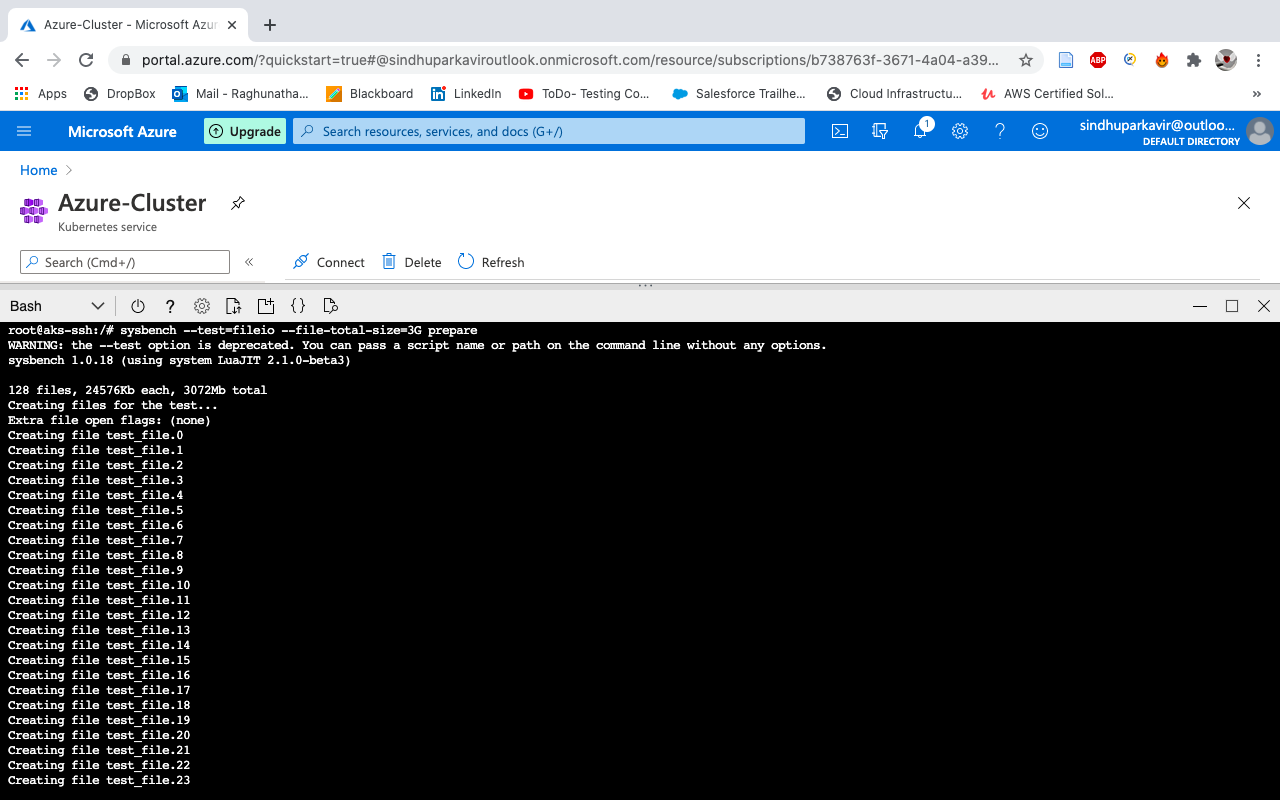 Azure-Cluster - Microsoft Azur
portal.azure.com/?quickstart=true#@sindhuparkaviroutlook.onmicrosoft.com/resource/subscriptions/b738763f-3671-4a04-a39...
ABP
Apps DropBox Mail - Raghunatha... Blackboard LinkedIn ToDo- Testing Co... Salesforce Trailhe... Cloud Infrastructu... AWS Certified Sol... »
Microsoft Azure Upgrade Search resources, services, and docs (G+/) 1 sindhuparkavir@outloo...
DEFAULT DIRECTORY
Home >
Azure-Cluster
Kubernetes service
Search (Cmd+/) « Connect Delete Refresh
Bash ? { }
root@aks-ssh:/# sysbench --test=fileio --file-total-size=3G prepare
WARNING: the --test option is deprecated. You can pass a script name or path on the command line without any options.
sysbench 1.0.18 (using system LuaJIT 2.1.0-beta3)
128 files, 24576Kb each, 3072Mb total
Creating files for the test...
Extra file open flags: (none)
Creating file test_file.0
Creating file test_file.1
Creating file test_file.2
Creating file test_file.3
Creating file test_file.4
Creating file test_file.5
Creating file test_file.6
Creating file test_file.7
Creating file test_file.8
Creating file test_file.9
Creating file test_file.10
Creating file test_file.11
Creating file test_file.12
Creating file test_file.13
Creating file test_file.14
Creating file test_file.15
Creating file test_file.16
Creating file test_file.17
Creating file test_file.18
Creating file test_file.19
Creating file test_file.20
Creating file test_file.21
Creating file test_file.22
Creating file test_file.23